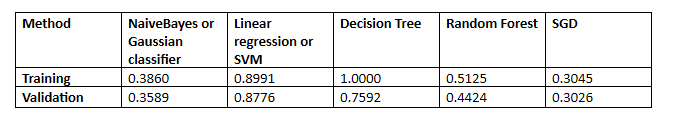 Method NaiveBayes or Gaussian classifier Linear regression or SVM Decision Tree Random Forest SGD
Training 0.3860 0.8991 1.0000 0.5125 0.3045
Validation 0.3589 0.8776 0.7592 0.4424 0.3026